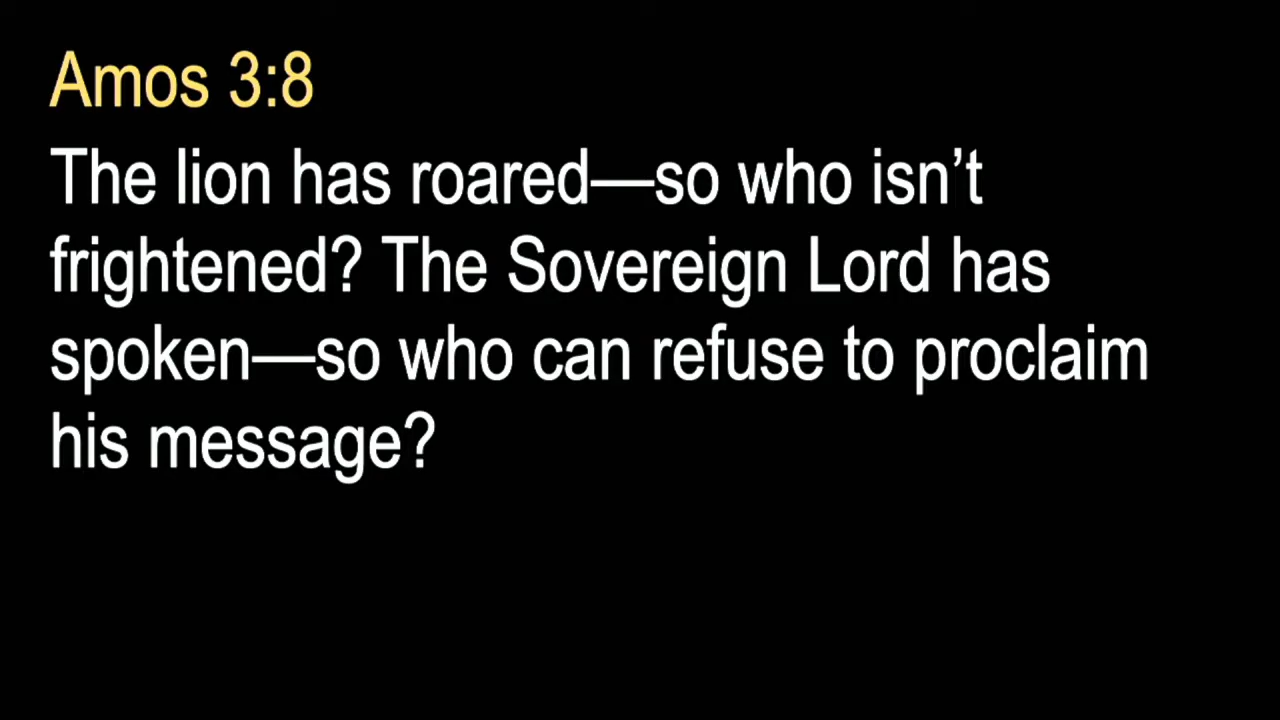 Amos 3:8
The lion has roared—so who isn’t
frightened? The Sovereign Lord has
spoken—so who can refuse to proclaim
his message?